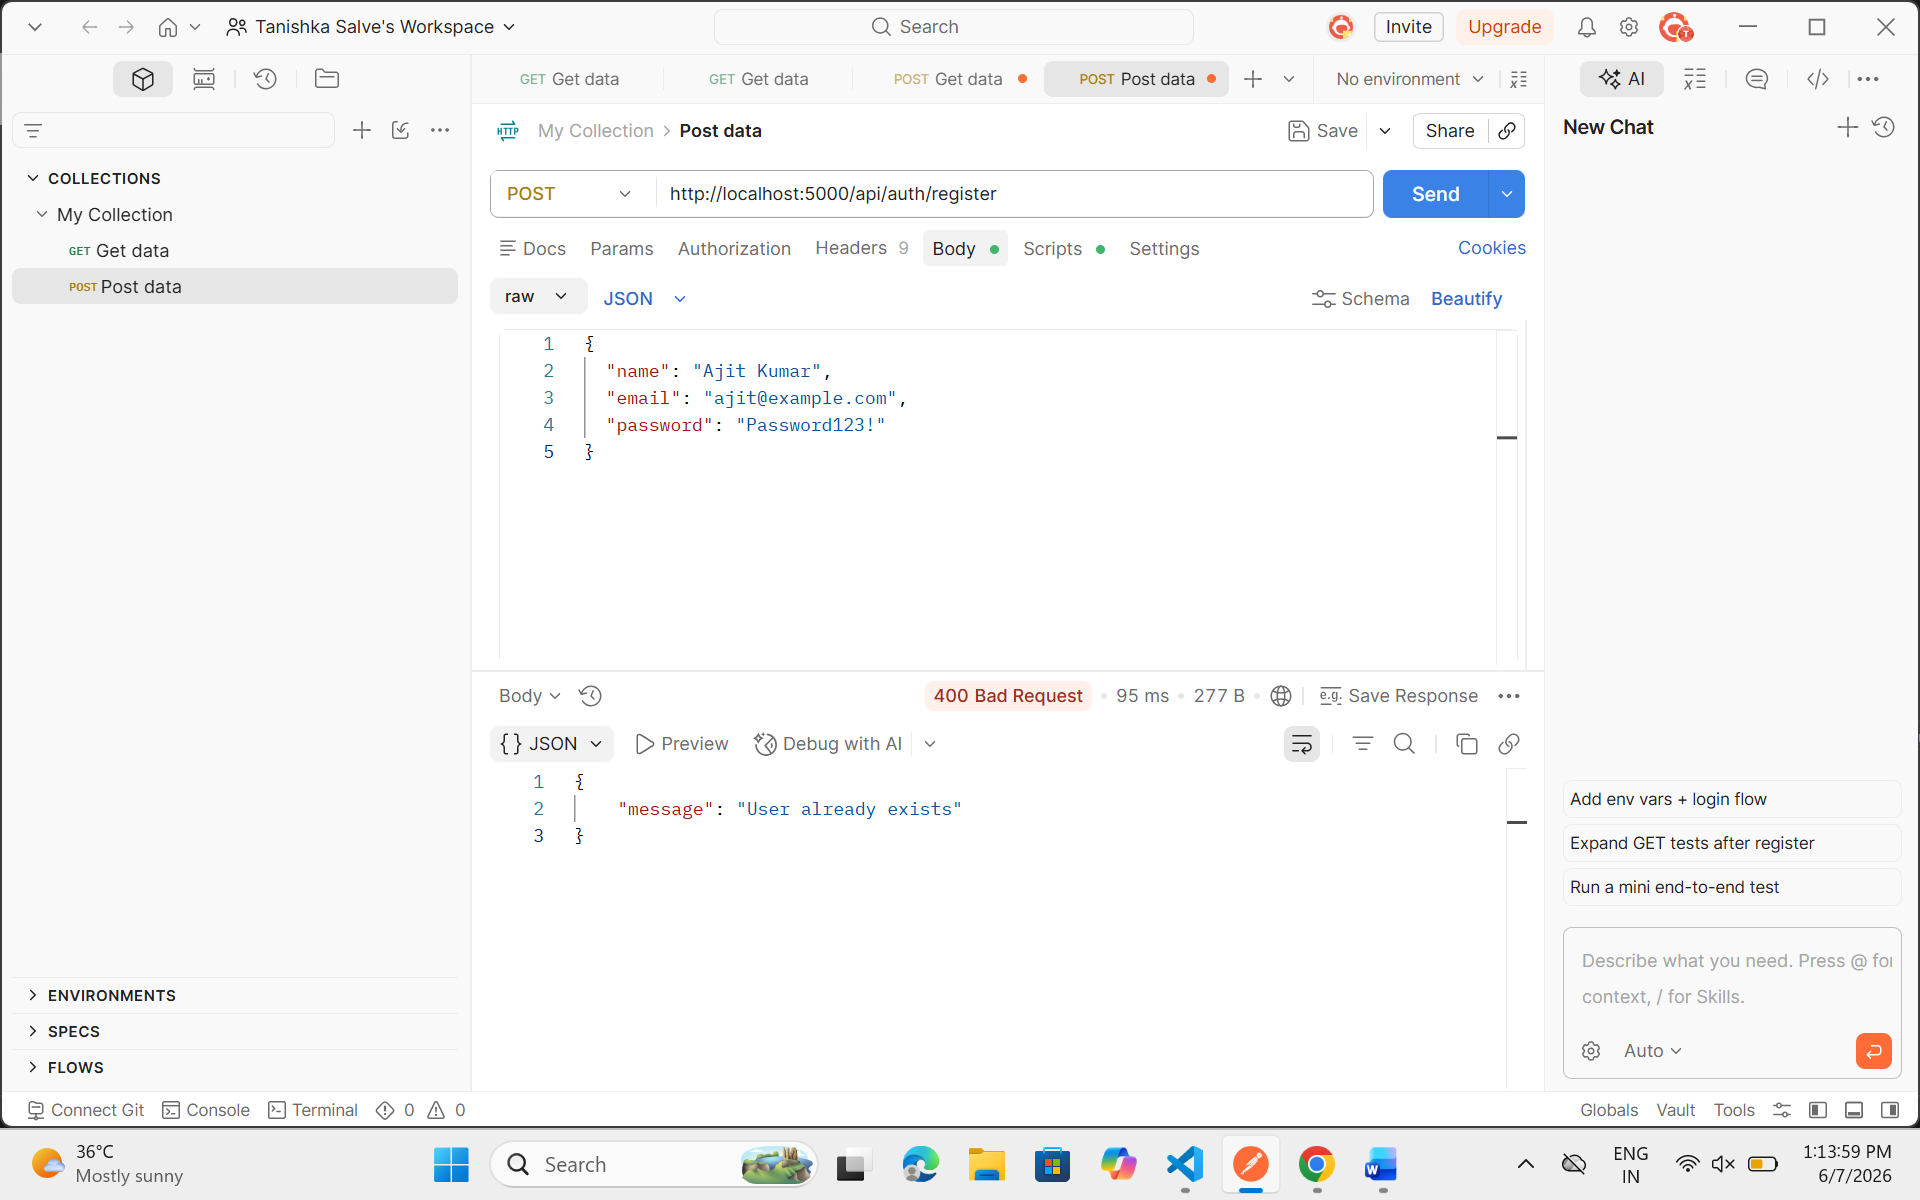 Tanishka Salve's Workspace
Search
Invite
Upgrade
GET Get data
GET Get data
POST Get data
POST Post data
No environment
AI
My Collection > Post data
Save
Share
New Chat
COLLECTIONS
My Collection
GET Get data
POST Post data
POST
http://localhost:5000/api/auth/register
Send
Docs
Params
Authorization
Headers 9
Body
Scripts
Settings
Cookies
raw
JSON
Schema
Beautify
1 {
2 "name": "Ajit Kumar",
3 "email": "ajit@example.com",
4 "password": "Password123!"
5 }
Body
400 Bad Request
95 ms
277 B
e.g. Save Response
{} JSON
Preview
Debug with AI
1 {
2 "message": "User already exists"
3 }
Add env vars + login flow
Expand GET tests after register
Run a mini end-to-end test
Describe what you need. Press @ for
context, / for Skills.
Auto
ENVIRONMENTS
SPECS
FLOWS
Connect Git
Console
Terminal
0
0
Globals
Vault
Tools
36°C
Mostly sunny
Search
ENG
IN
1:13:59 PM
6/7/2026